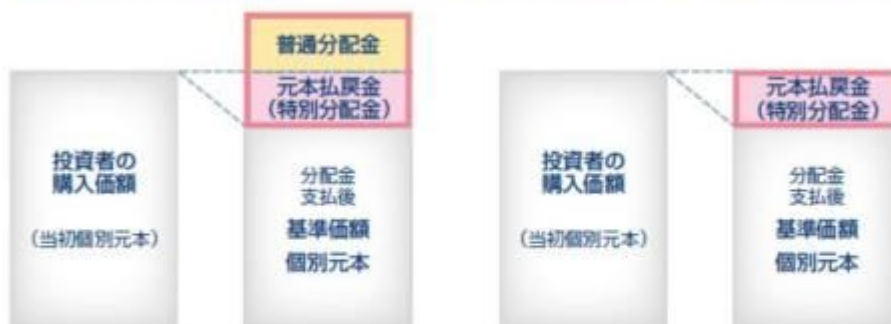 投資者の
購入価額
（当初個別元本）
普通分配金
元本払戻金
（特別分配金）
分配金
支払後
基準価額
個別元本
投資者の
購入価額
（当初個別元本）
元本払戻金
（特別分配金）
分配金
支払後
基準価額
個別元本